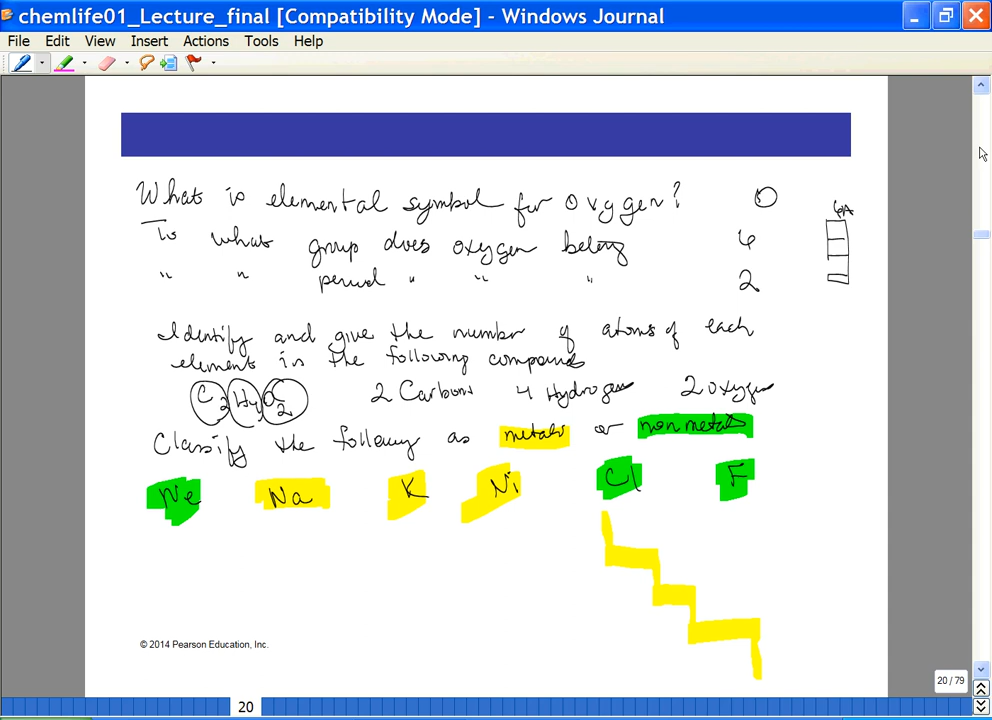 chemlife01_Lecture_final [Compatibility Mode] - Windows Journal
File Edit View Insert Actions Tools Help
What is elemental symbol for oxygen? O
6A
To what group does oxygen belong 6
" " period " " " 2
Identify and give the number of atoms of each
element in the following compounds
C2H4O2 2 Carbons 4 Hydrogens 2 oxygens
Classify the following as metals or nonmetals
Ne Na K Ni Cl F
© 2014 Pearson Education, Inc.
20 / 79
20